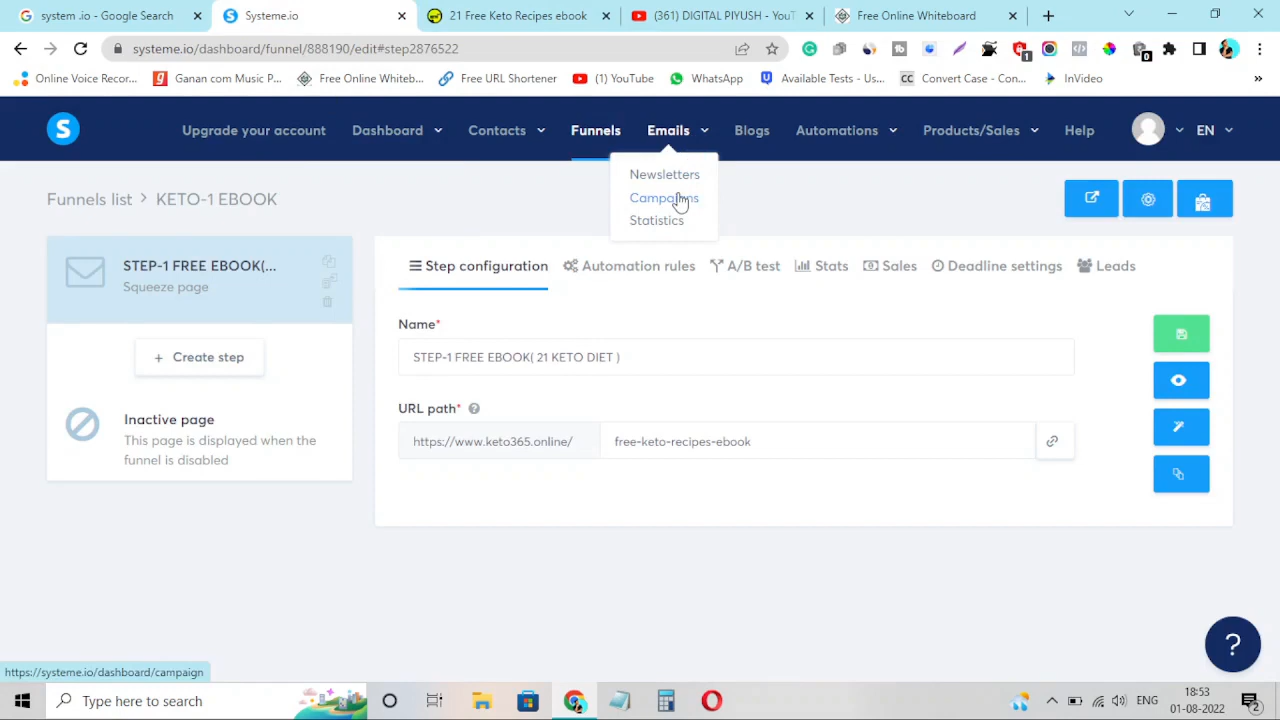 system .io - Google Search
Systeme.io
21 Free Keto Recipes ebook
(361) DIGITAL PIYUSH - YouT
Free Online Whiteboard
systeme.io/dashboard/funnel/888190/edit#step2876522
Online Voice Recor...
Ganan com Music P...
Free Online Whiteb...
Free URL Shortener
(1) YouTube
WhatsApp
Available Tests - Us...
CC
Convert Case - Con...
InVideo
»
S
Upgrade your account
Dashboard
Contacts
Funnels
Emails
Blogs
Automations
Products/Sales
Help
EN
Newsletters
Campaigns
Statistics
Funnels list > KETO-1 EBOOK
STEP-1 FREE EBOOK(...
Squeeze page
+ Create step
Inactive page
This page is displayed when the
funnel is disabled
Step configuration
Automation rules
A/B test
Stats
Sales
Deadline settings
Leads
Name*
STEP-1 FREE EBOOK( 21 KETO DIET )
URL path* ?
https://www.keto365.online/
free-keto-recipes-ebook
?
https://systeme.io/dashboard/campaign
Type here to search
ENG
18:53
01-08-2022
2